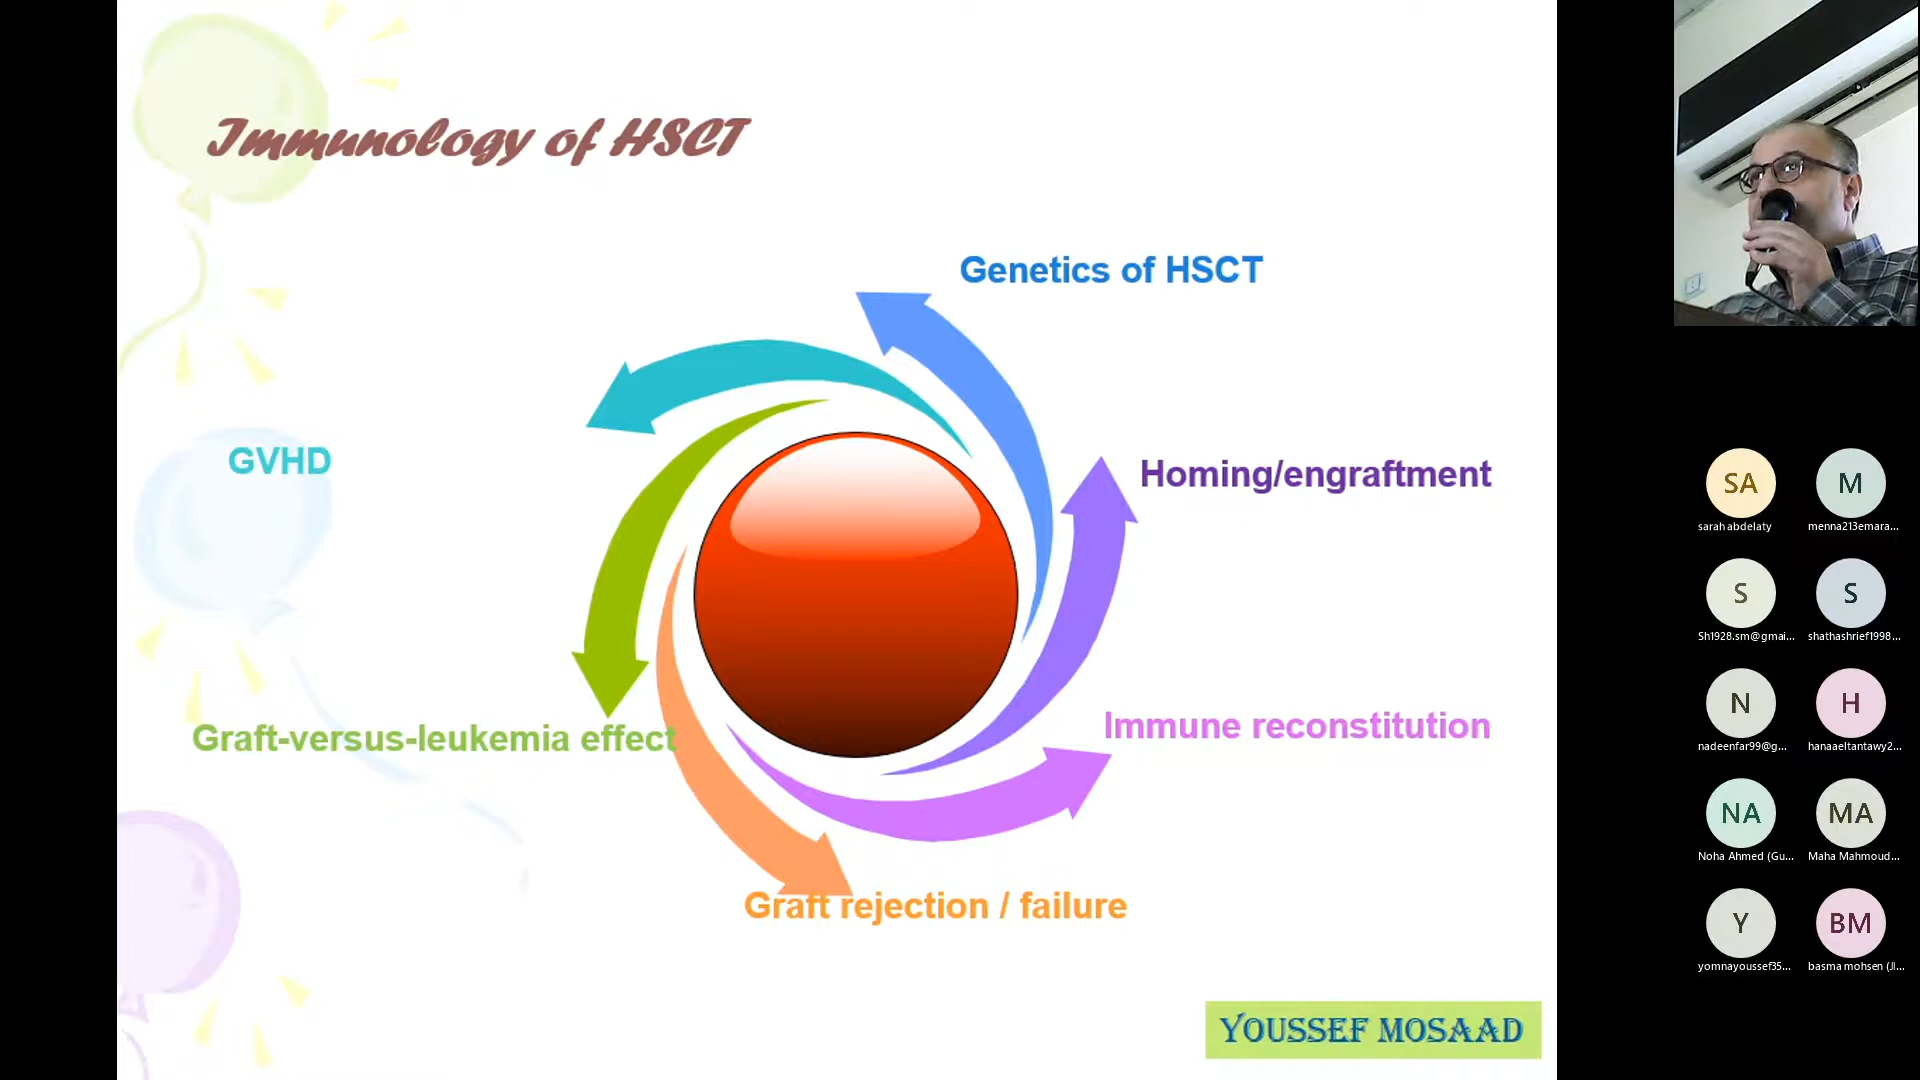 Immunology of HSCT
Genetics of HSCT
GVHD
Homing/engraftment
Graft-versus-leukemia effect
Immune reconstitution
Graft rejection / failure
YOUSSEF MOSAAD
SA
M
sarah abdelaty
menna213emara...
S
S
Sh1928.sm@gmai...
shathashrief1998...
N
H
nadeenfar99@g...
hanaaeltantawy2...
NA
MA
Noha Ahmed (Gu...
Maha Mahmoud...
Y
BM
yomnayoussef35...
basma mohsen (JI...